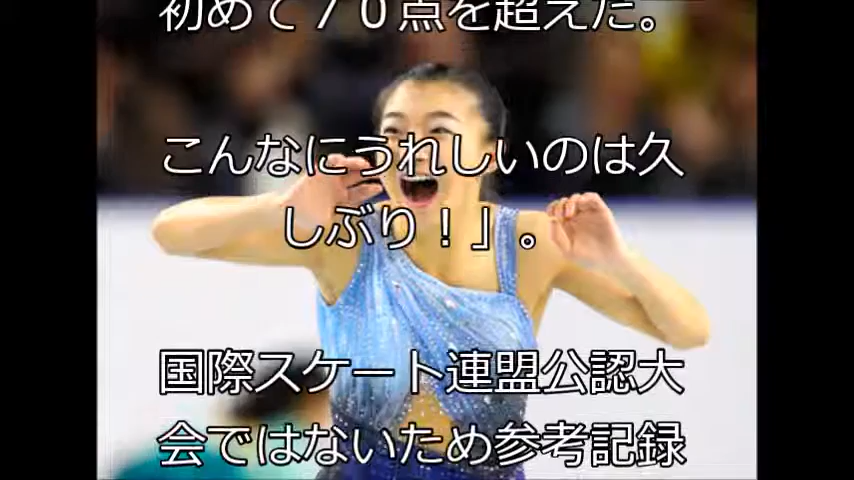 初めて７０点を超えた。
こんなにうれしいのは久
しぶり！」。
国際スケート連盟公認大
会ではないため参考記録